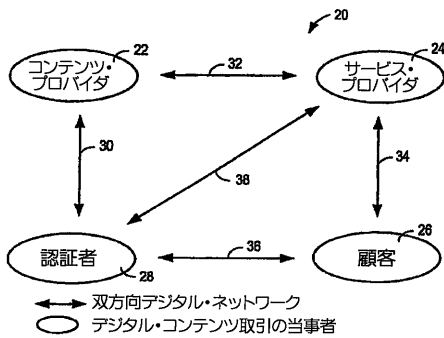 20
22
コンテンツ・
プロバイダ
32
24
サービス・
プロバイダ
30
38
34
認証者
28
36
26
顧客
双方向デジタル・ネットワーク
デジタル・コンテンツ取引の当事者